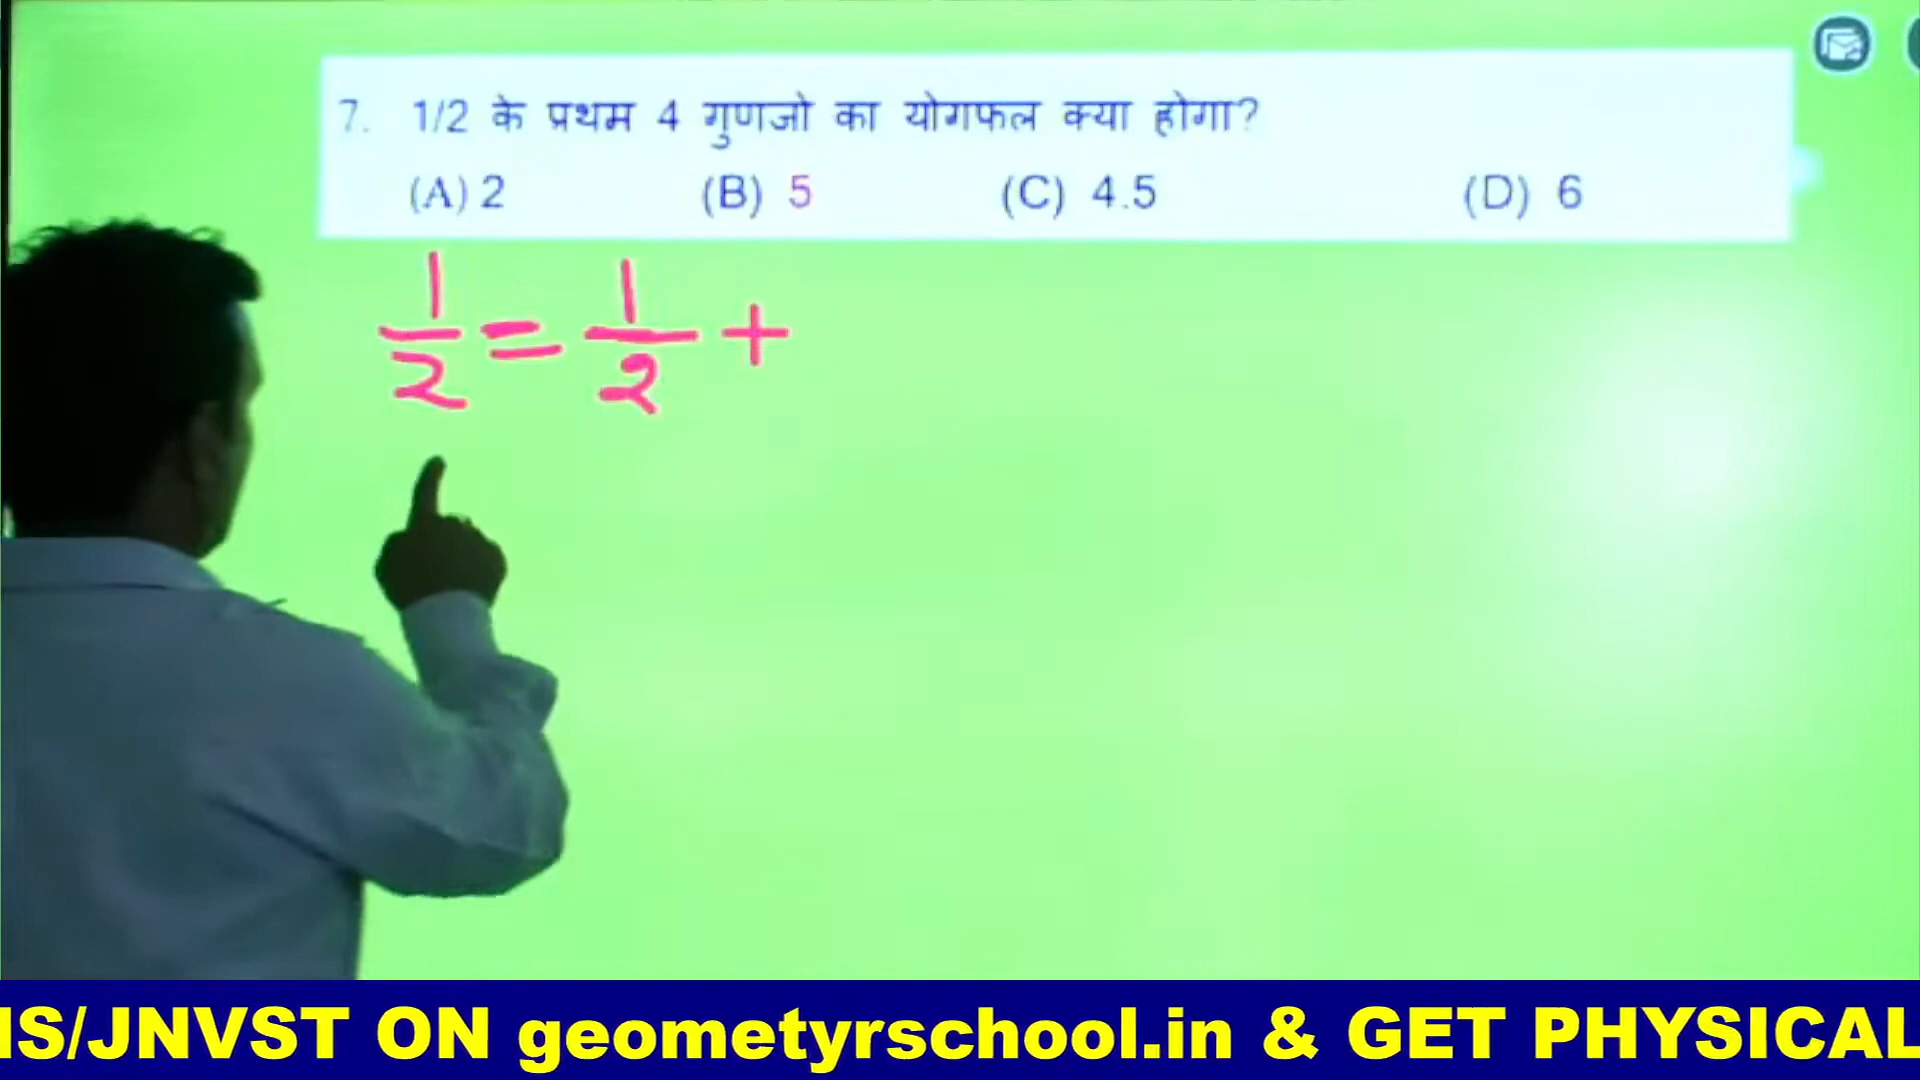 7. 1/2 के प्रथम 4 गुणजो का योगफल क्या होगा?
(A) 2 (B) 5 (C) 4.5 (D) 6
1/2 = 1/2 +
IS/JNVST ON geometyrschool.in & GET PHYSICAL